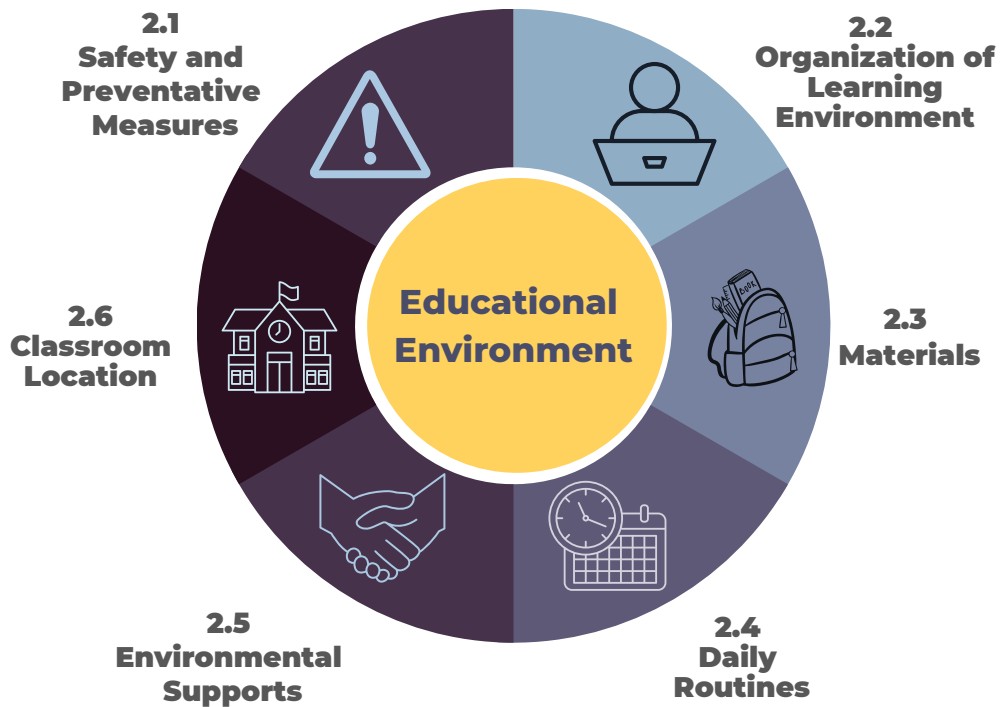 2.1
Safety and
Preventative
Measures
2.2
Organization of
Learning
Environment
2.3
Materials
2.4
Daily
Routines
2.5
Environmental
Supports
2.6
Classroom
Location
Educational
Environment
BOOK